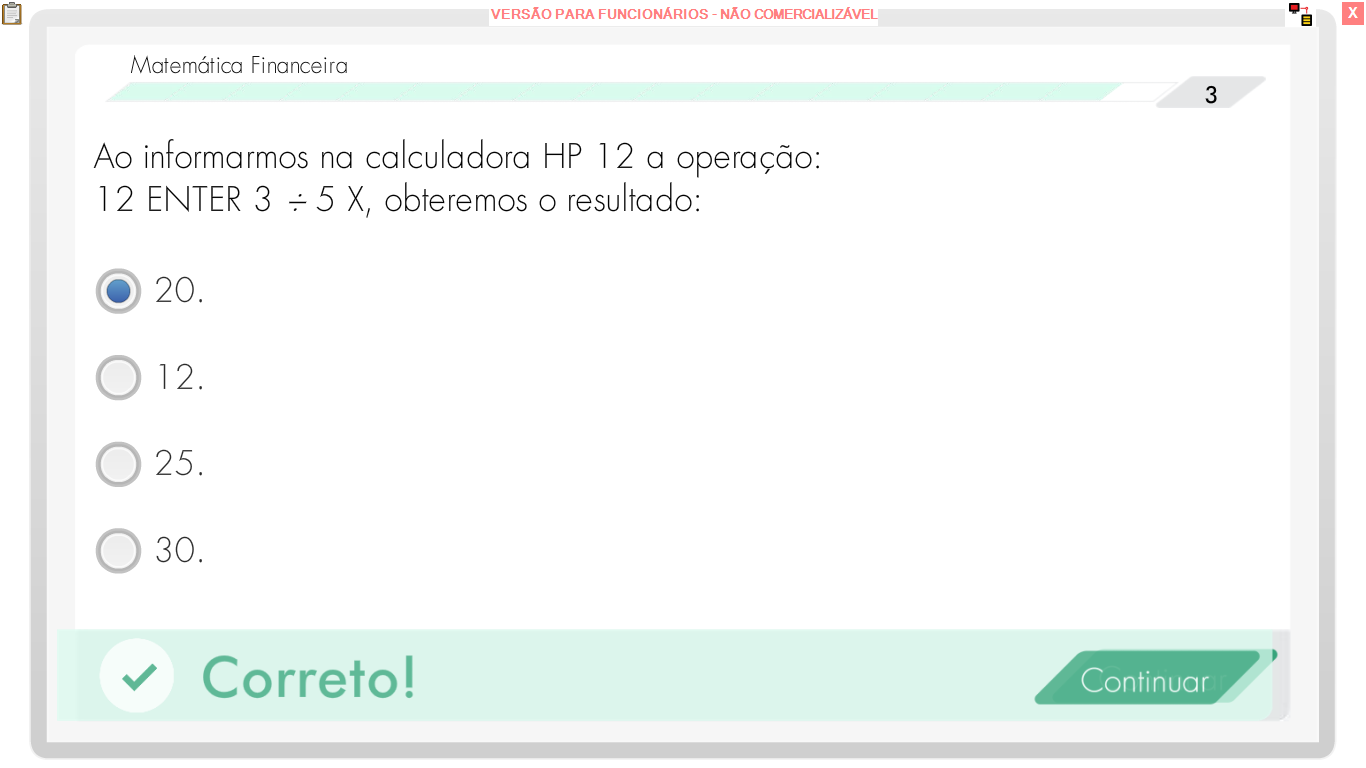 VERSÃO PARA FUNCIONÁRIOS - NÃO COMERCIALIZÁVEL
X
Matemática Financeira
3
Ao informarmos na calculadora HP 12 a operação:
12 ENTER 3 ÷ 5 X, obteremos o resultado:
20.
12.
25.
30.
Correto!
Continuar